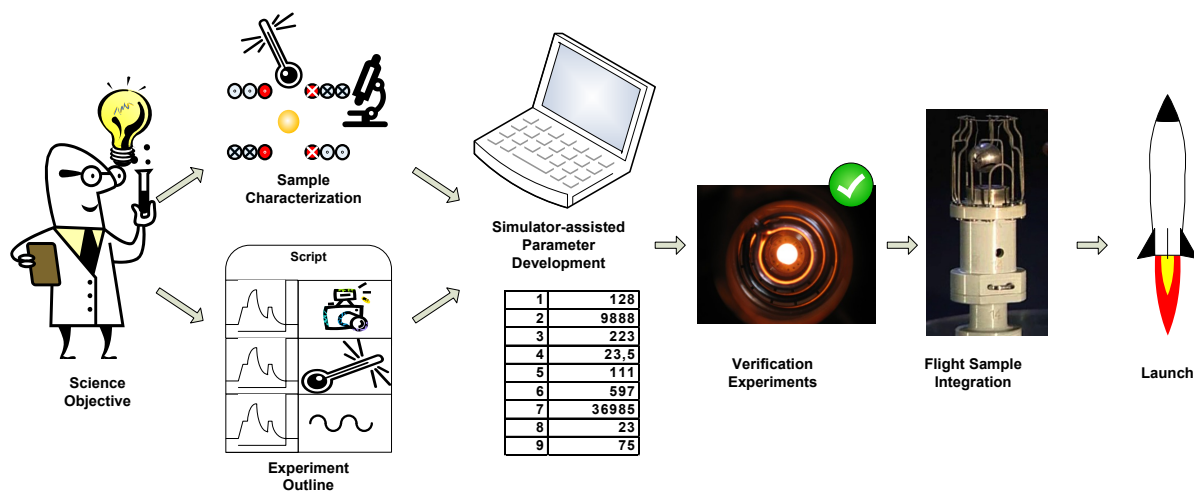 Science
Objective
Sample
Characterization
Script
Experiment
Outline
Simulator-assisted
Parameter
Development
1 128
2 9888
3 223
4 23,5
5 111
6 597
7 36985
8 23
9 75
Verification
Experiments
14
Flight Sample
Integration
Launch